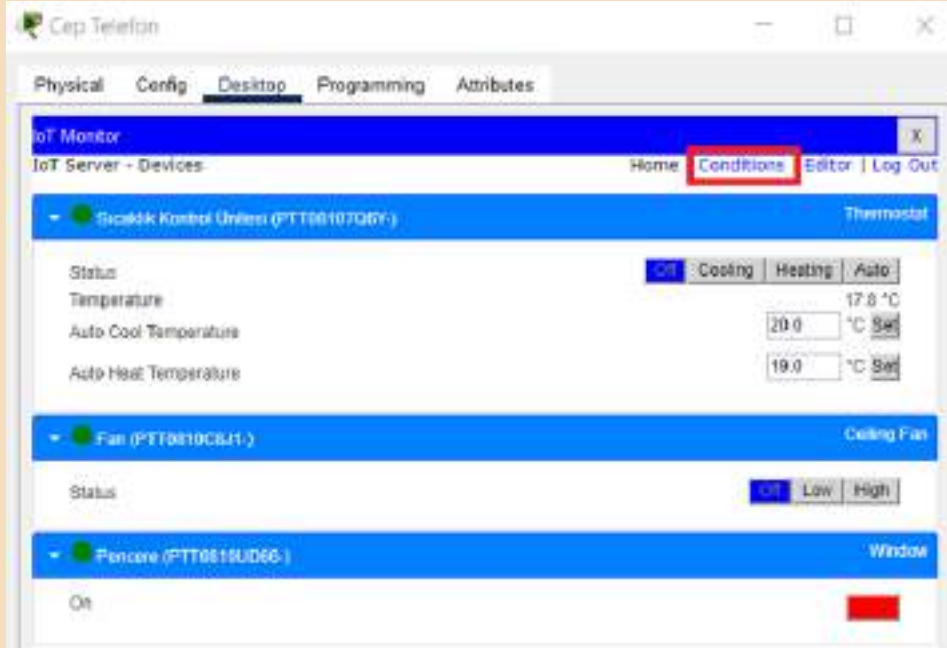 Cep Telefon
Physical Config Desktop Programming Attributes
IoT Monitor X
IoT Server - Devices Home Conditions Editor | Log Out
Sıcaklık Kontrol Ünitesi Thermostat
Status Off Cooling Heating Auto
Temperature 17.8 °C
Auto Cool Temperature 20.0 °C Set
Auto Heat Temperature 19.0 °C Set
Fan (PTT0810C8J1-) Ceiling Fan
Status Off Low High
Pencere Window
On